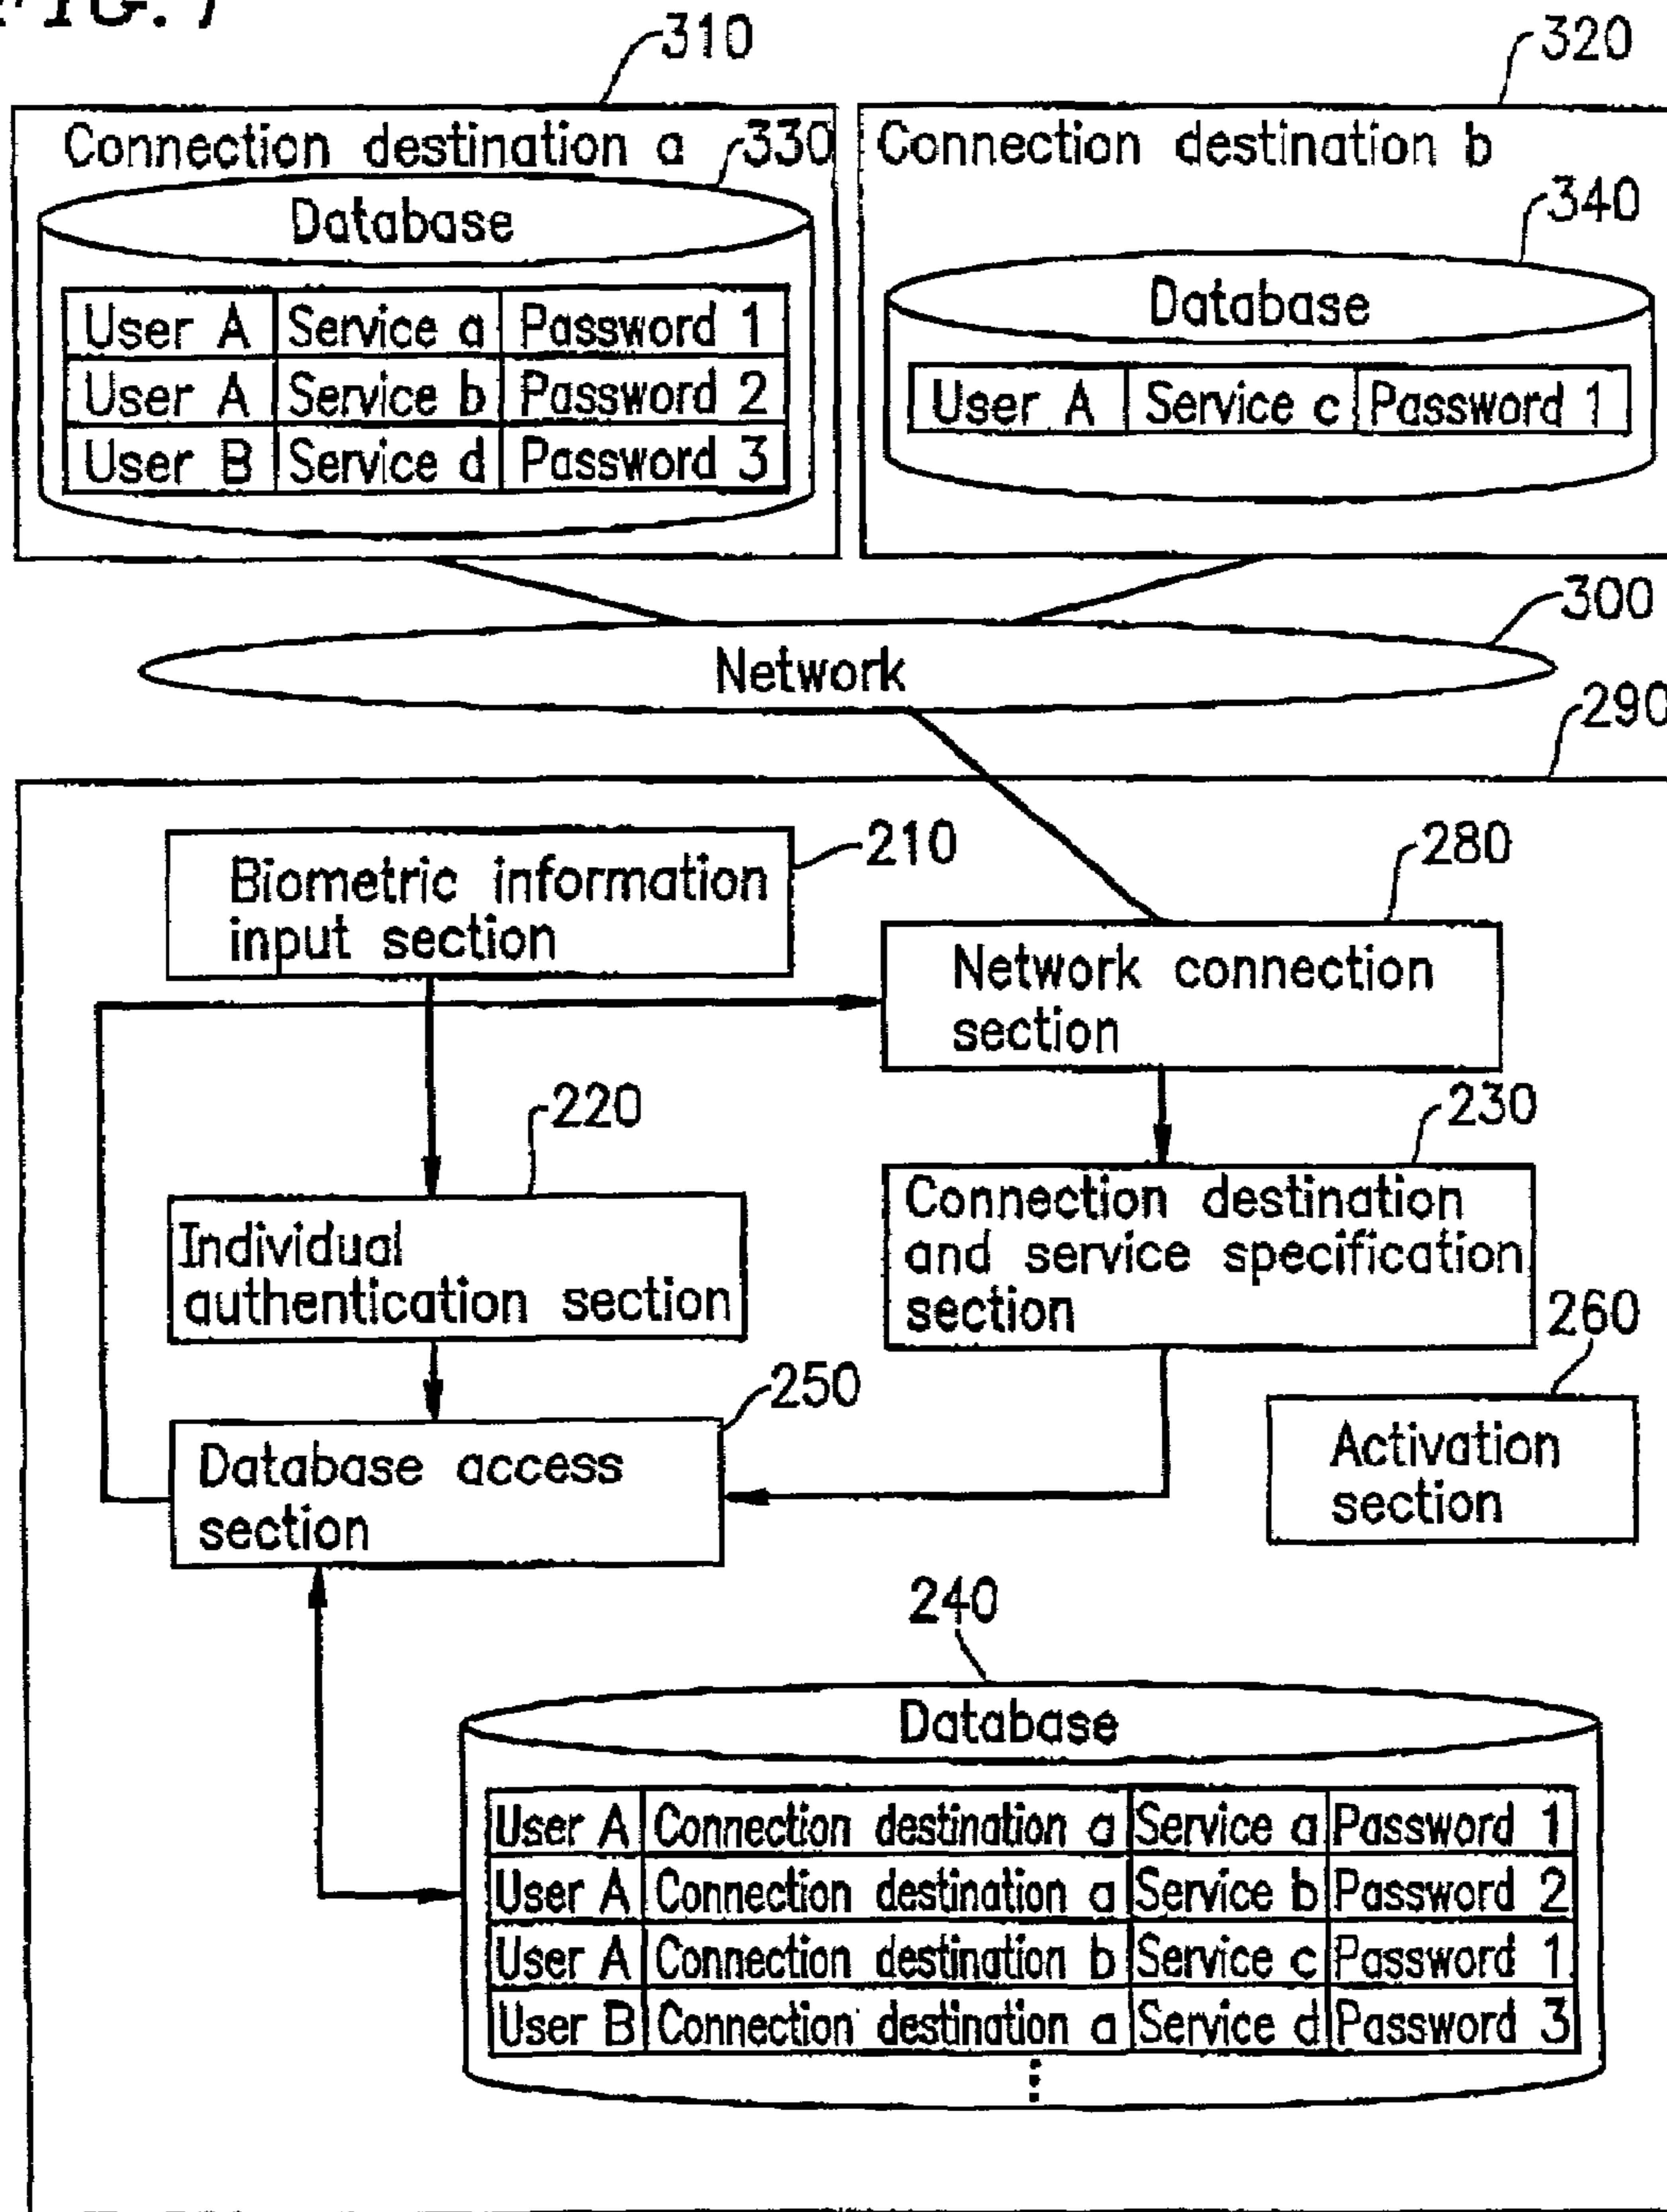 FIG. 7
310
320
Connection destination a
330
Connection destination b
340
Database
Database
User A Service a Password 1
User A Service b Password 2
User B Service d Password 3
User A Service c Password 1
300
Network
290
210
280
Biometric information
input section
Network connection
section
220
230
Individual
authentication section
Connection destination
and service specification
section
260
250
Database access
section
Activation
section
240
Database
User A Connection destination a Service a Password 1
User A Connection destination a Service b Password 2
User A Connection destination b Service c Password 1
User B Connection destination a Service d Password 3